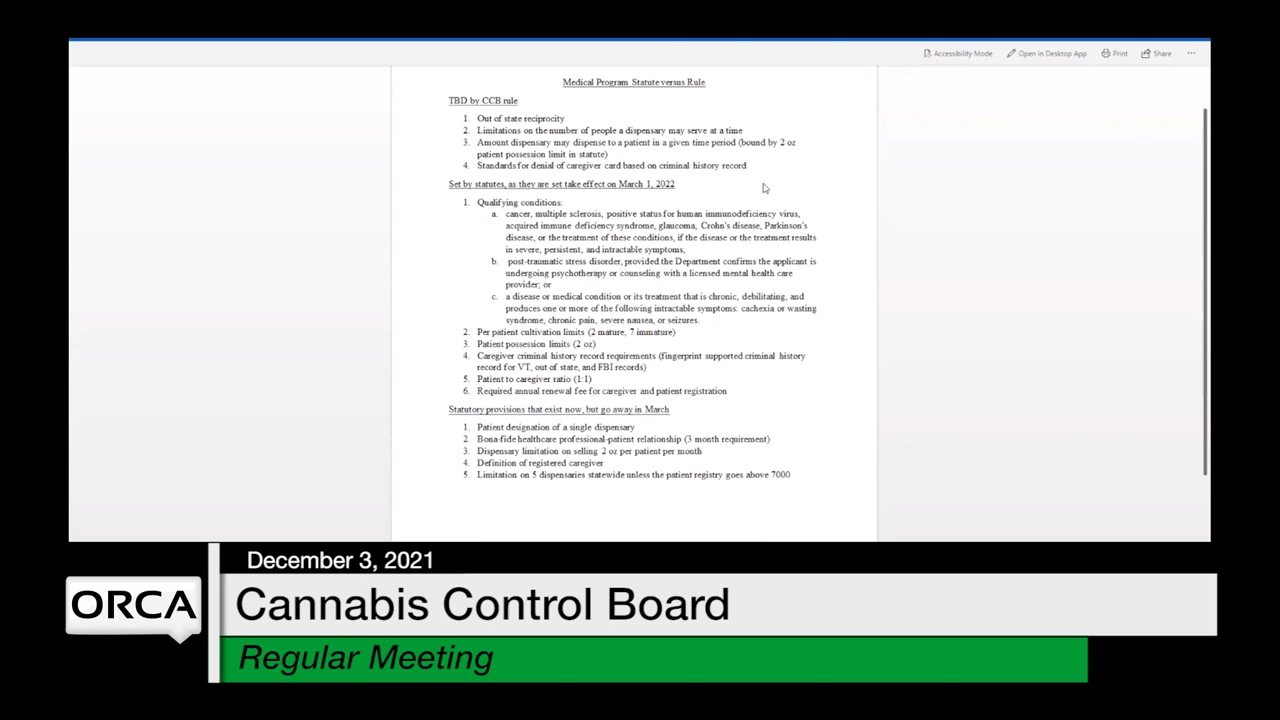 Accessibility Mode Open in Desktop App Print Share ...
Medical Program Statute versus Rule
TBD by CCB rule
1. Out of state reciprocity
2. Limitations on the number of people a dispensary may serve at a time
3. Amount dispensary may dispense to a patient in a given time period (bound by 2 oz
patient possession limit in statute)
4. Standards for denial of caregiver card based on criminal history record
Set by statutes, as they are set take effect on March 1, 2022
1. Qualifying conditions:
a. cancer, multiple sclerosis, positive status for human immunodeficiency virus,
acquired immune deficiency syndrome, glaucoma, Crohn's disease, Parkinson's
disease, or the treatment of these conditions, if the disease or the treatment results
in severe, persistent, and intractable symptoms;
b. post-traumatic stress disorder, provided the Department confirms the applicant is
undergoing psychotherapy or counseling with a licensed mental health care
provider; or
c. a disease or medical condition or its treatment that is chronic, debilitating, and
produces one or more of the following intractable symptoms: cachexia or wasting
syndrome, chronic pain, severe nausea, or seizures.
2. Per patient cultivation limits (2 mature, 7 immature)
3. Patient possession limits (2 oz)
4. Caregiver criminal history record requirements (fingerprint supported criminal history
record for VT, out of state, and FBI records)
5. Patient to caregiver ratio (1:1)
6. Required annual renewal fee for caregiver and patient registration
Statutory provisions that exist now, but go away in March
1. Patient designation of a single dispensary
2. Bona-fide healthcare professional-patient relationship (3 month requirement)
3. Dispensary limitation on selling 2 oz per patient per month
4. Definition of registered caregiver
5. Limitation on 5 dispensaries statewide unless the patient registry goes above 7000
December 3, 2021
ORCA
Cannabis Control Board
Regular Meeting